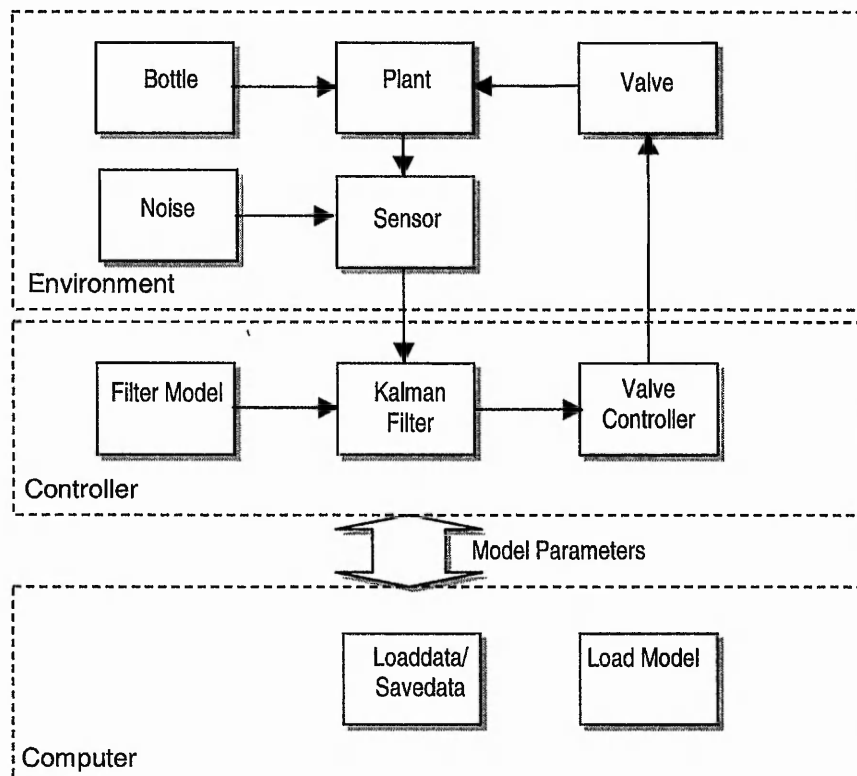 Bottle
Plant
Valve
Noise
Sensor
Environment
Filter Model
Kalman
Filter
Valve
Controller
Controller
Model Parameters
Loaddata/
Savedata
Load Model
Computer